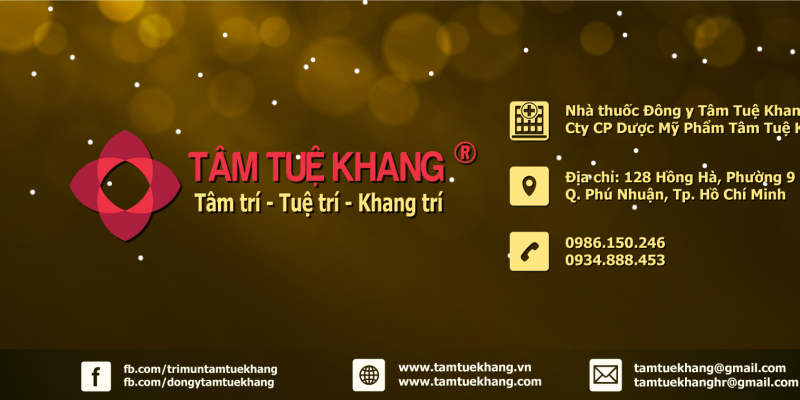 TÂM TUỆ KHANG ®
Tâm trí - Tuệ trí - Khang trí
Nhà thuốc Đông y Tâm Tuệ Khan
Cty CP Dược Mỹ Phẩm Tâm Tuệ K
Địa chỉ: 128 Hồng Hà, Phường 9
Q. Phú Nhuận, Tp. Hồ Chí Minh
0986.150.246
0934.888.453
fb.com/trimuntamtuekhang
fb.com/dongytamtuekhang
www.tamtuekhang.vn
www.tamtuekhang.com
tamtuekhang@gmail.com
tamtuekhanghr@gmail.com